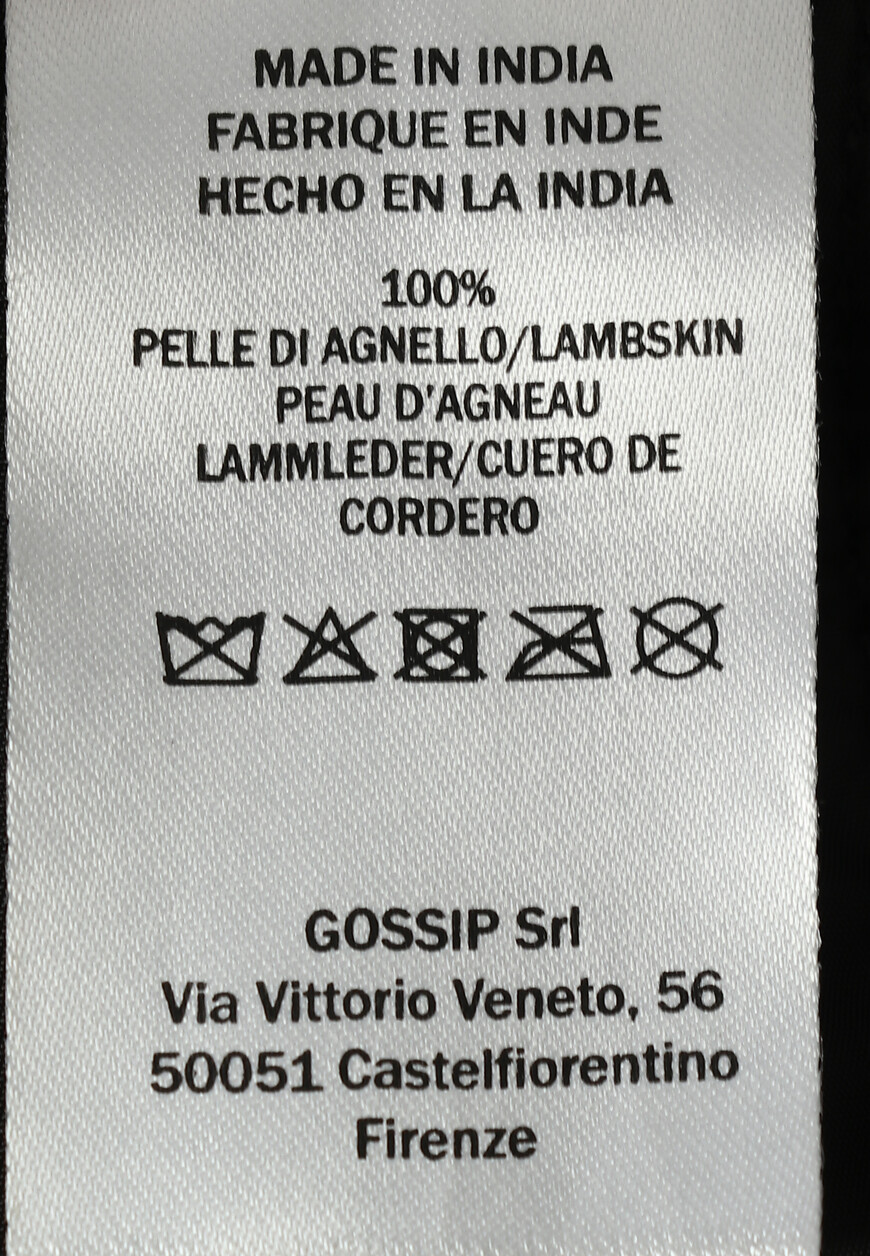 MADE IN INDIA
FABRIQUE EN INDE
HECHO EN LA INDIA
100%
PELLE DI AGNELLO/LAMBSKIN
PEAU D'AGNEAU
LAMMLEDER/CUERO DE
CORDERO
GOSSIP Srl
Via Vittorio Veneto, 56
50051 Castelfiorentino
Firenze